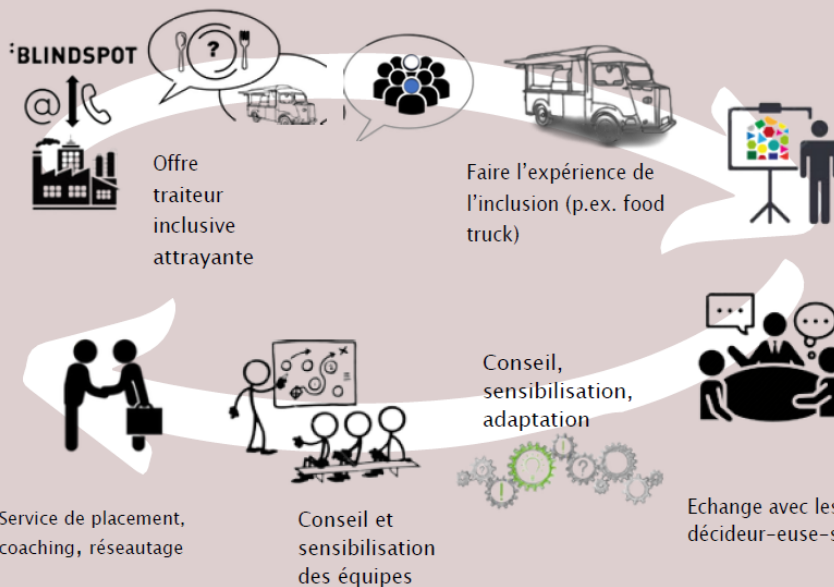 :BLINDSPOT
?
@
Offre
traiteur
inclusive
attrayante
Faire l'expérience de
l'inclusion (p.ex. food
truck)
Conseil,
sensibilisation,
adaptation
Echange avec les
décideur-euse-s
Conseil et
sensibilisation
des équipes
Service de placement,
coaching, réseautage